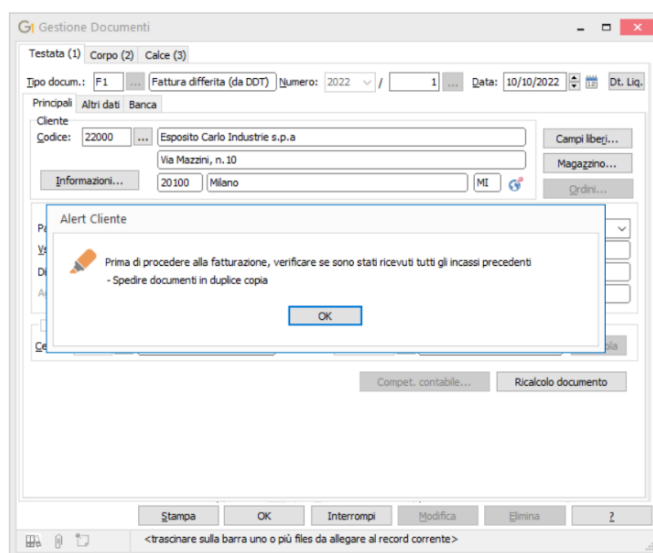 Gestione Documenti
Testata (1) Corpo (2) Calce (3)
Tipo docum.: F1 ... Fattura differita (da DDT) Numero: 2022 / 1 ... Data: 10/10/2022 Dt. Liq.
Principali Altri dati Banca
Cliente
Codice: 22000 ... Esposito Carlo Industrie s.p.a Campi liberi...
Via Mazzini, n. 10 Magazzino...
Informazioni... 20100 Milano MI Ordini...
Alert Cliente
Prima di procedere alla fatturazione, verificare se sono stati ricevuti tutti gli incassi precedenti
- Spedire documenti in duplice copia
OK
Compet. contabile... Ricalcolo documento
Stampa OK Interrompi Modifica Elimina ?
<trascinare sulla barra uno o più files da allegare al record corrente>